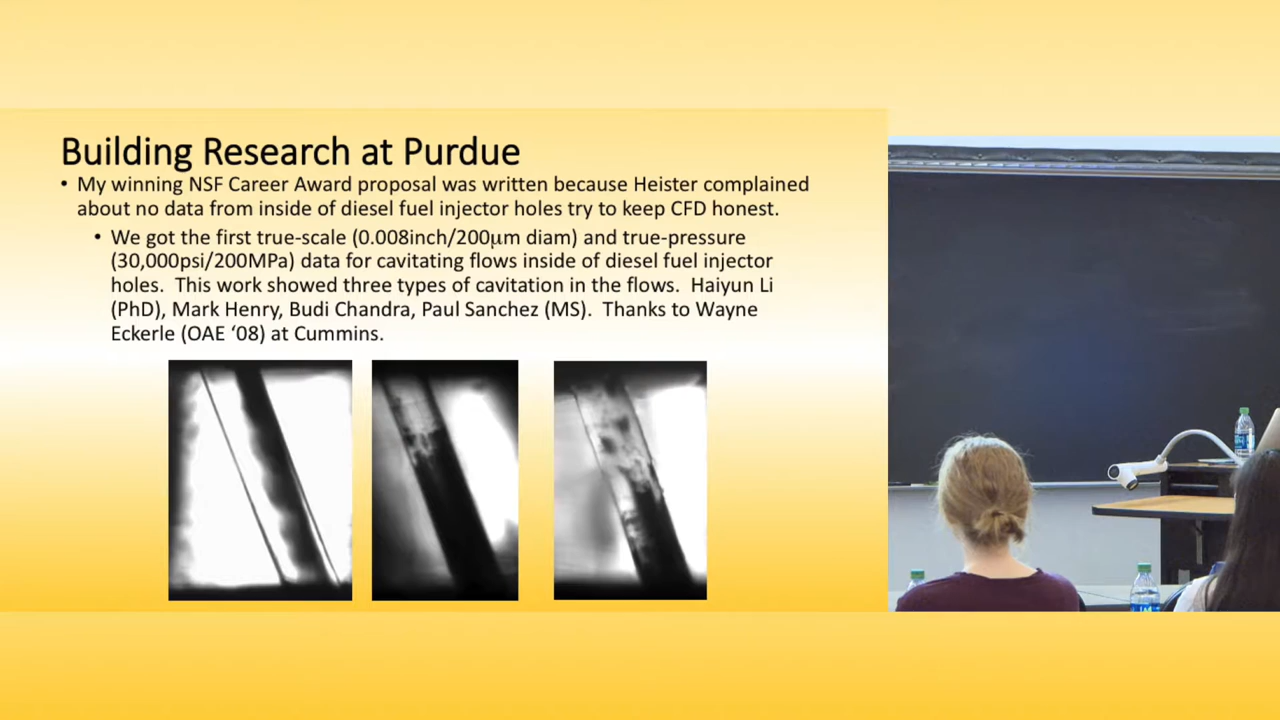 Building Research at Purdue
• My winning NSF Career Award proposal was written because Heister complained
about no data from inside of diesel fuel injector holes try to keep CFD honest.
• We got the first true-scale (0.008inch/200μm diam) and true-pressure
(30,000psi/200MPa) data for cavitating flows inside of diesel fuel injector
holes. This work showed three types of cavitation in the flows. Haiyun Li
(PhD), Mark Henry, Budi Chandra, Paul Sanchez (MS). Thanks to Wayne
Eckerle (OAE ‘08) at Cummins.